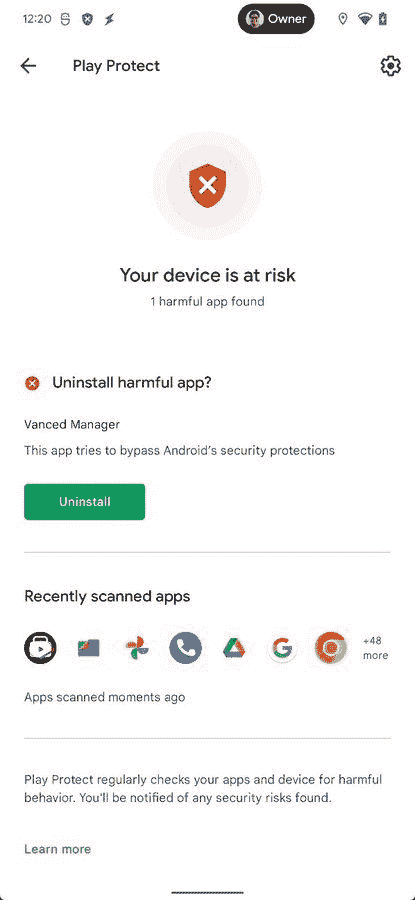 12:20
Owner
Play Protect
Your device is at risk
1 harmful app found
Uninstall harmful app?
Vanced Manager
This app tries to bypass Android's security protections
Uninstall
Recently scanned apps
+48
more
Apps scanned moments ago
Play Protect regularly checks your apps and device for harmful
behavior. You'll be notified of any security risks found.
Learn more